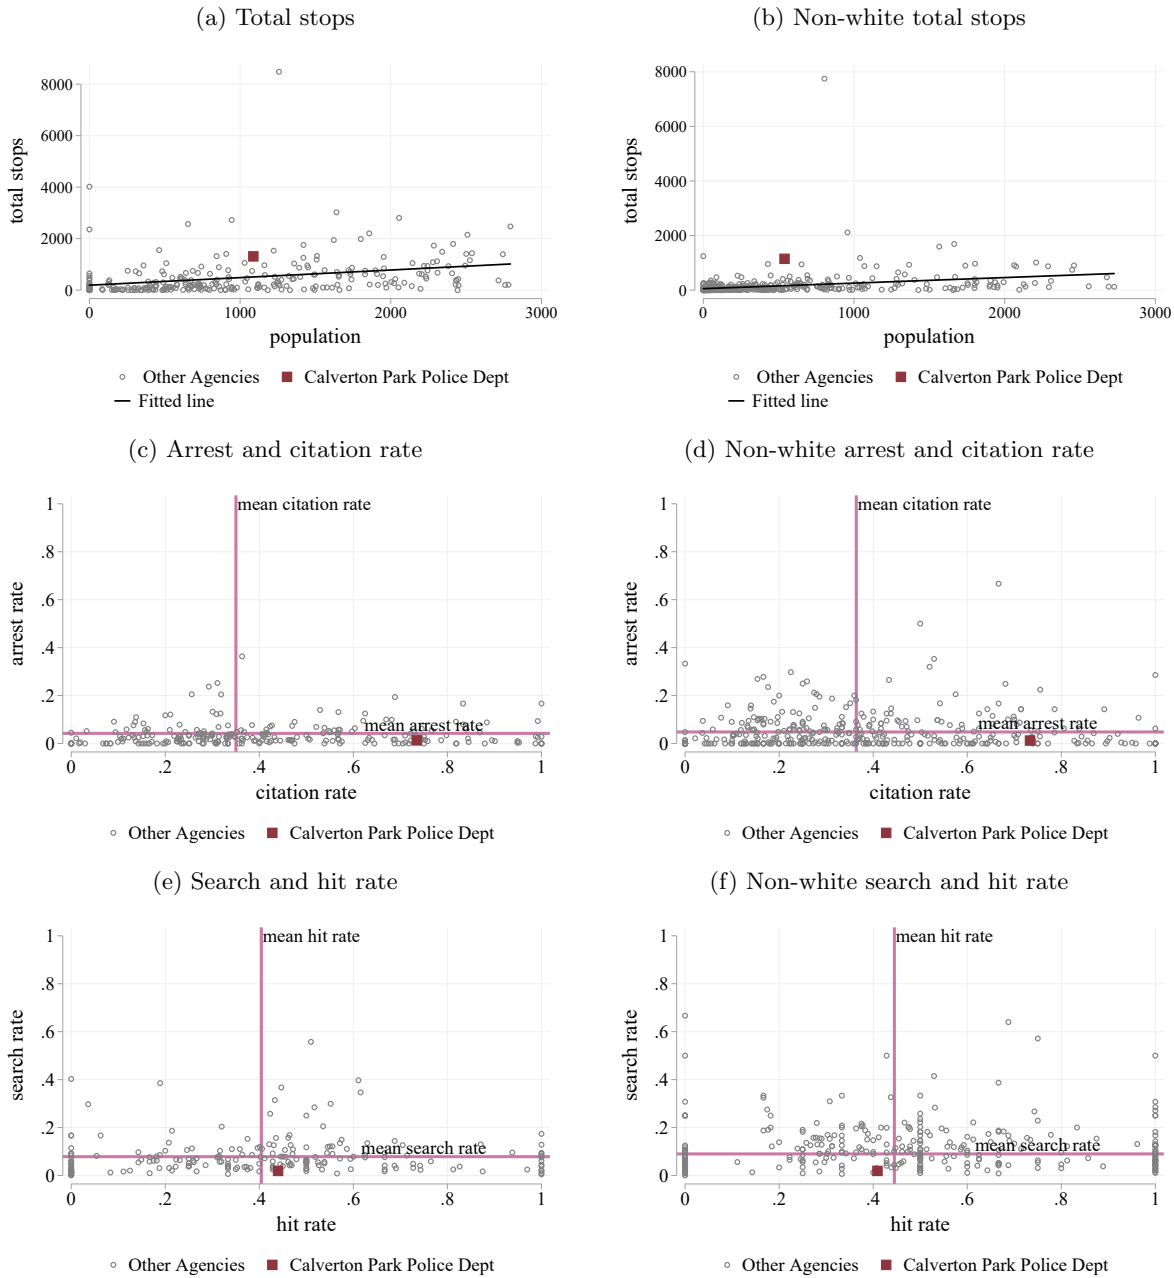 (a) Total stops
8000
6000
4000
2000
0
total stops
0 1000 2000 3000
population
Other Agencies Calverton Park Police Dept
Fitted line
(b) Non-white total stops
8000
6000
4000
2000
0
total stops
0 1000 2000 3000
population
Other Agencies Calverton Park Police Dept
Fitted line
(c) Arrest and citation rate
1
.8
.6
.4
.2
0
arrest rate
mean citation rate
mean arrest rate
0 .2 .4 .6 .8 1
citation rate
Other Agencies Calverton Park Police Dept
(d) Non-white arrest and citation rate
1
.8
.6
.4
.2
0
arrest rate
mean citation rate
mean arrest rate
0 .2 .4 .6 .8 1
citation rate
Other Agencies Calverton Park Police Dept
(e) Search and hit rate
1
.8
.6
.4
.2
0
search rate
mean hit rate
mean search rate
0 .2 .4 .6 .8 1
hit rate
Other Agencies Calverton Park Police Dept
(f) Non-white search and hit rate
1
.8
.6
.4
.2
0
search rate
mean hit rate
mean search rate
0 .2 .4 .6 .8 1
hit rate
Other Agencies Calverton Park Police Dept